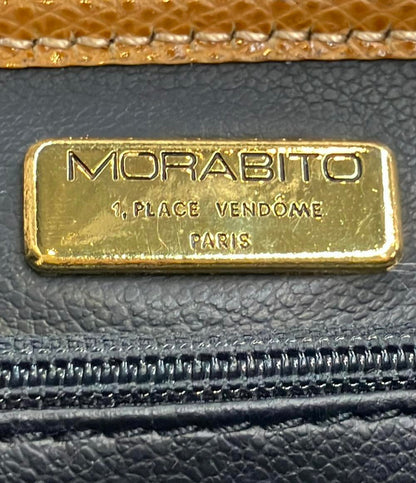 MORABITO
1, PLACE VENDÔME
PARIS